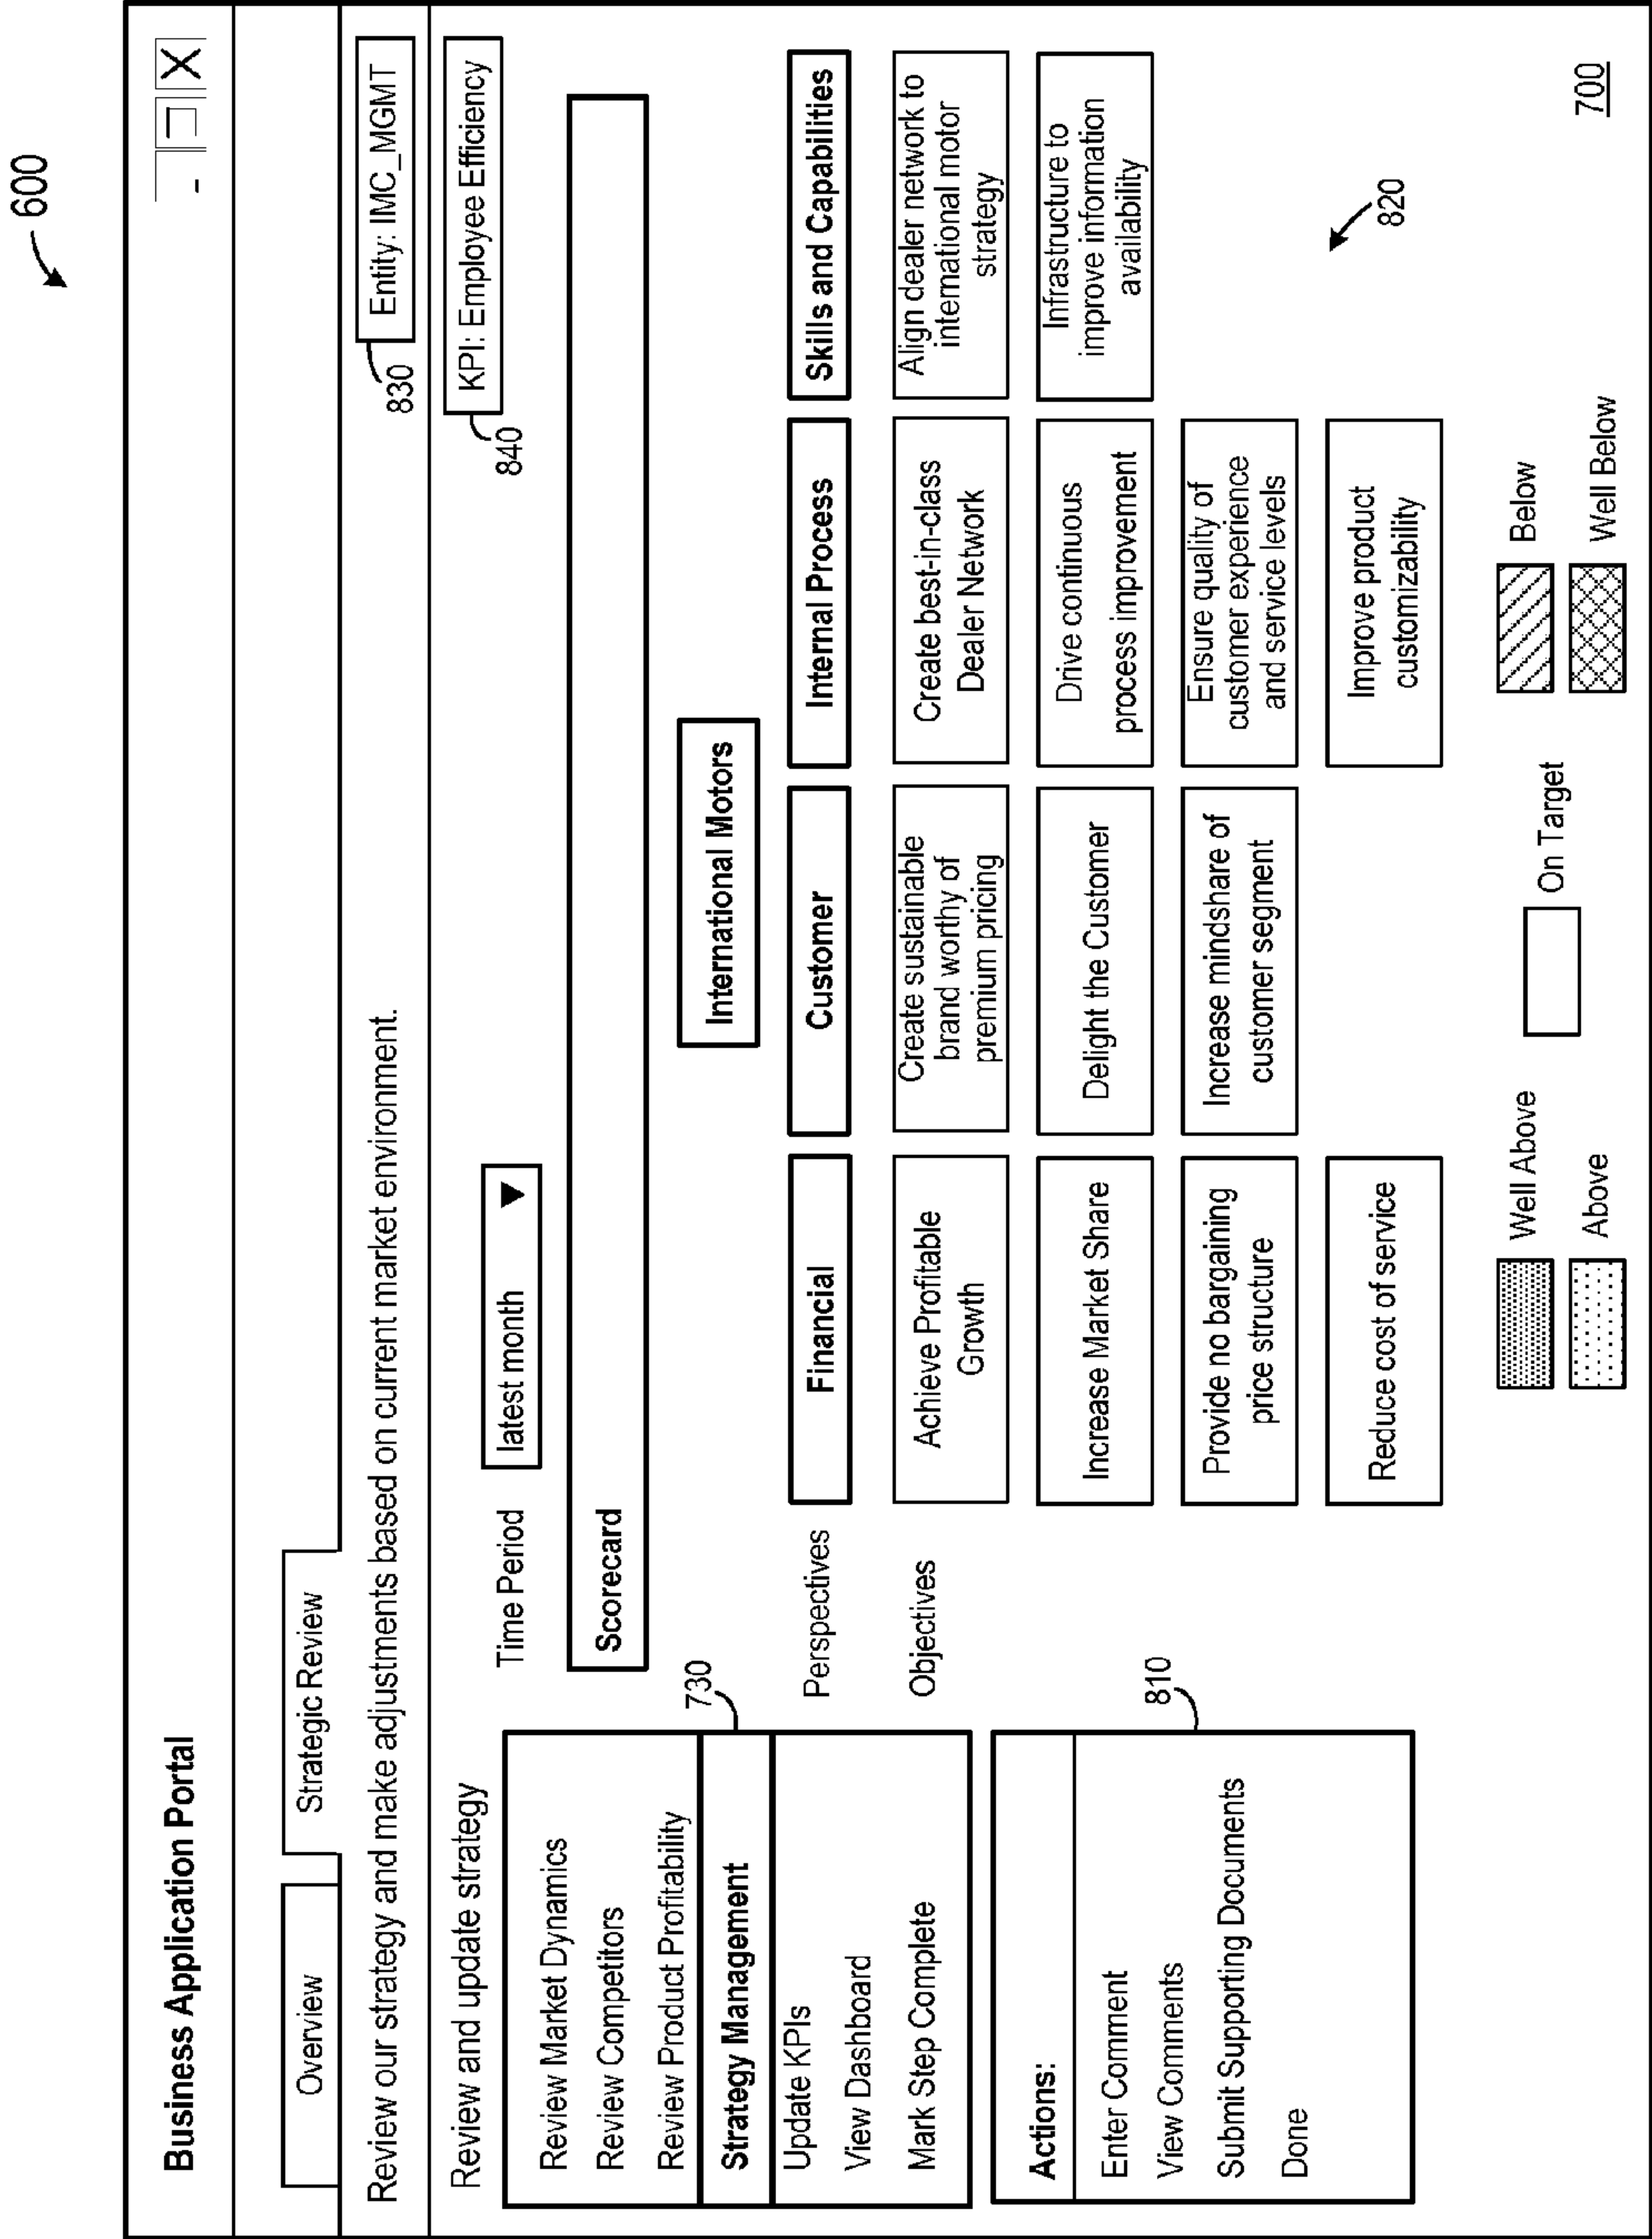 600
Business Application Portal
- X
Overview
Strategic Review
Review our strategy and make adjustments based on current market environment.
830
Entity: IMC_MGMT
Review and update strategy
840
KPI: Employee Efficiency
Time Period
latest month
Review Market Dynamics
Review Competitors
Review Product Profitability
Strategy Management
730
Update KPIs
View Dashboard
Mark Step Complete
Actions:
810
Enter Comment
View Comments
Submit Supporting Documents
Done
Scorecard
International Motors
Perspectives
Financial
Customer
Internal Process
Skills and Capabilities
Objectives
Achieve Profitable
Growth
Create sustainable
brand worthy of
premium pricing
Create best-in-class
Dealer Network
Align dealer network to
international motor
strategy
Increase Market Share
Delight the Customer
Drive continuous
process improvement
Infrastructure to
improve information
availability
Provide no bargaining
price structure
Increase mindshare of
customer segment
Ensure quality of
customer experience
and service levels
Reduce cost of service
Improve product
customizability
820
Well Above
Above
On Target
Below
Well Below
700